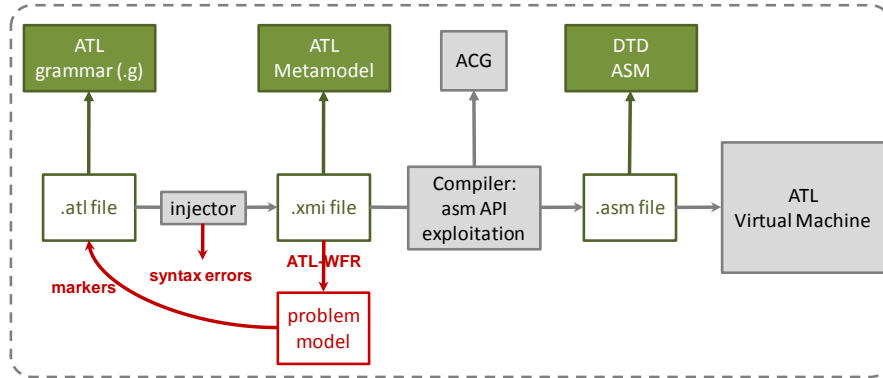 ATL
grammar (.g)
ATL
Metamodel
ACG
DTD
ASM
.atl file
injector
.xmi file
Compiler:
asm API
exploitation
.asm file
ATL
Virtual Machine
markers
syntax errors
ATL-WFR
problem
model